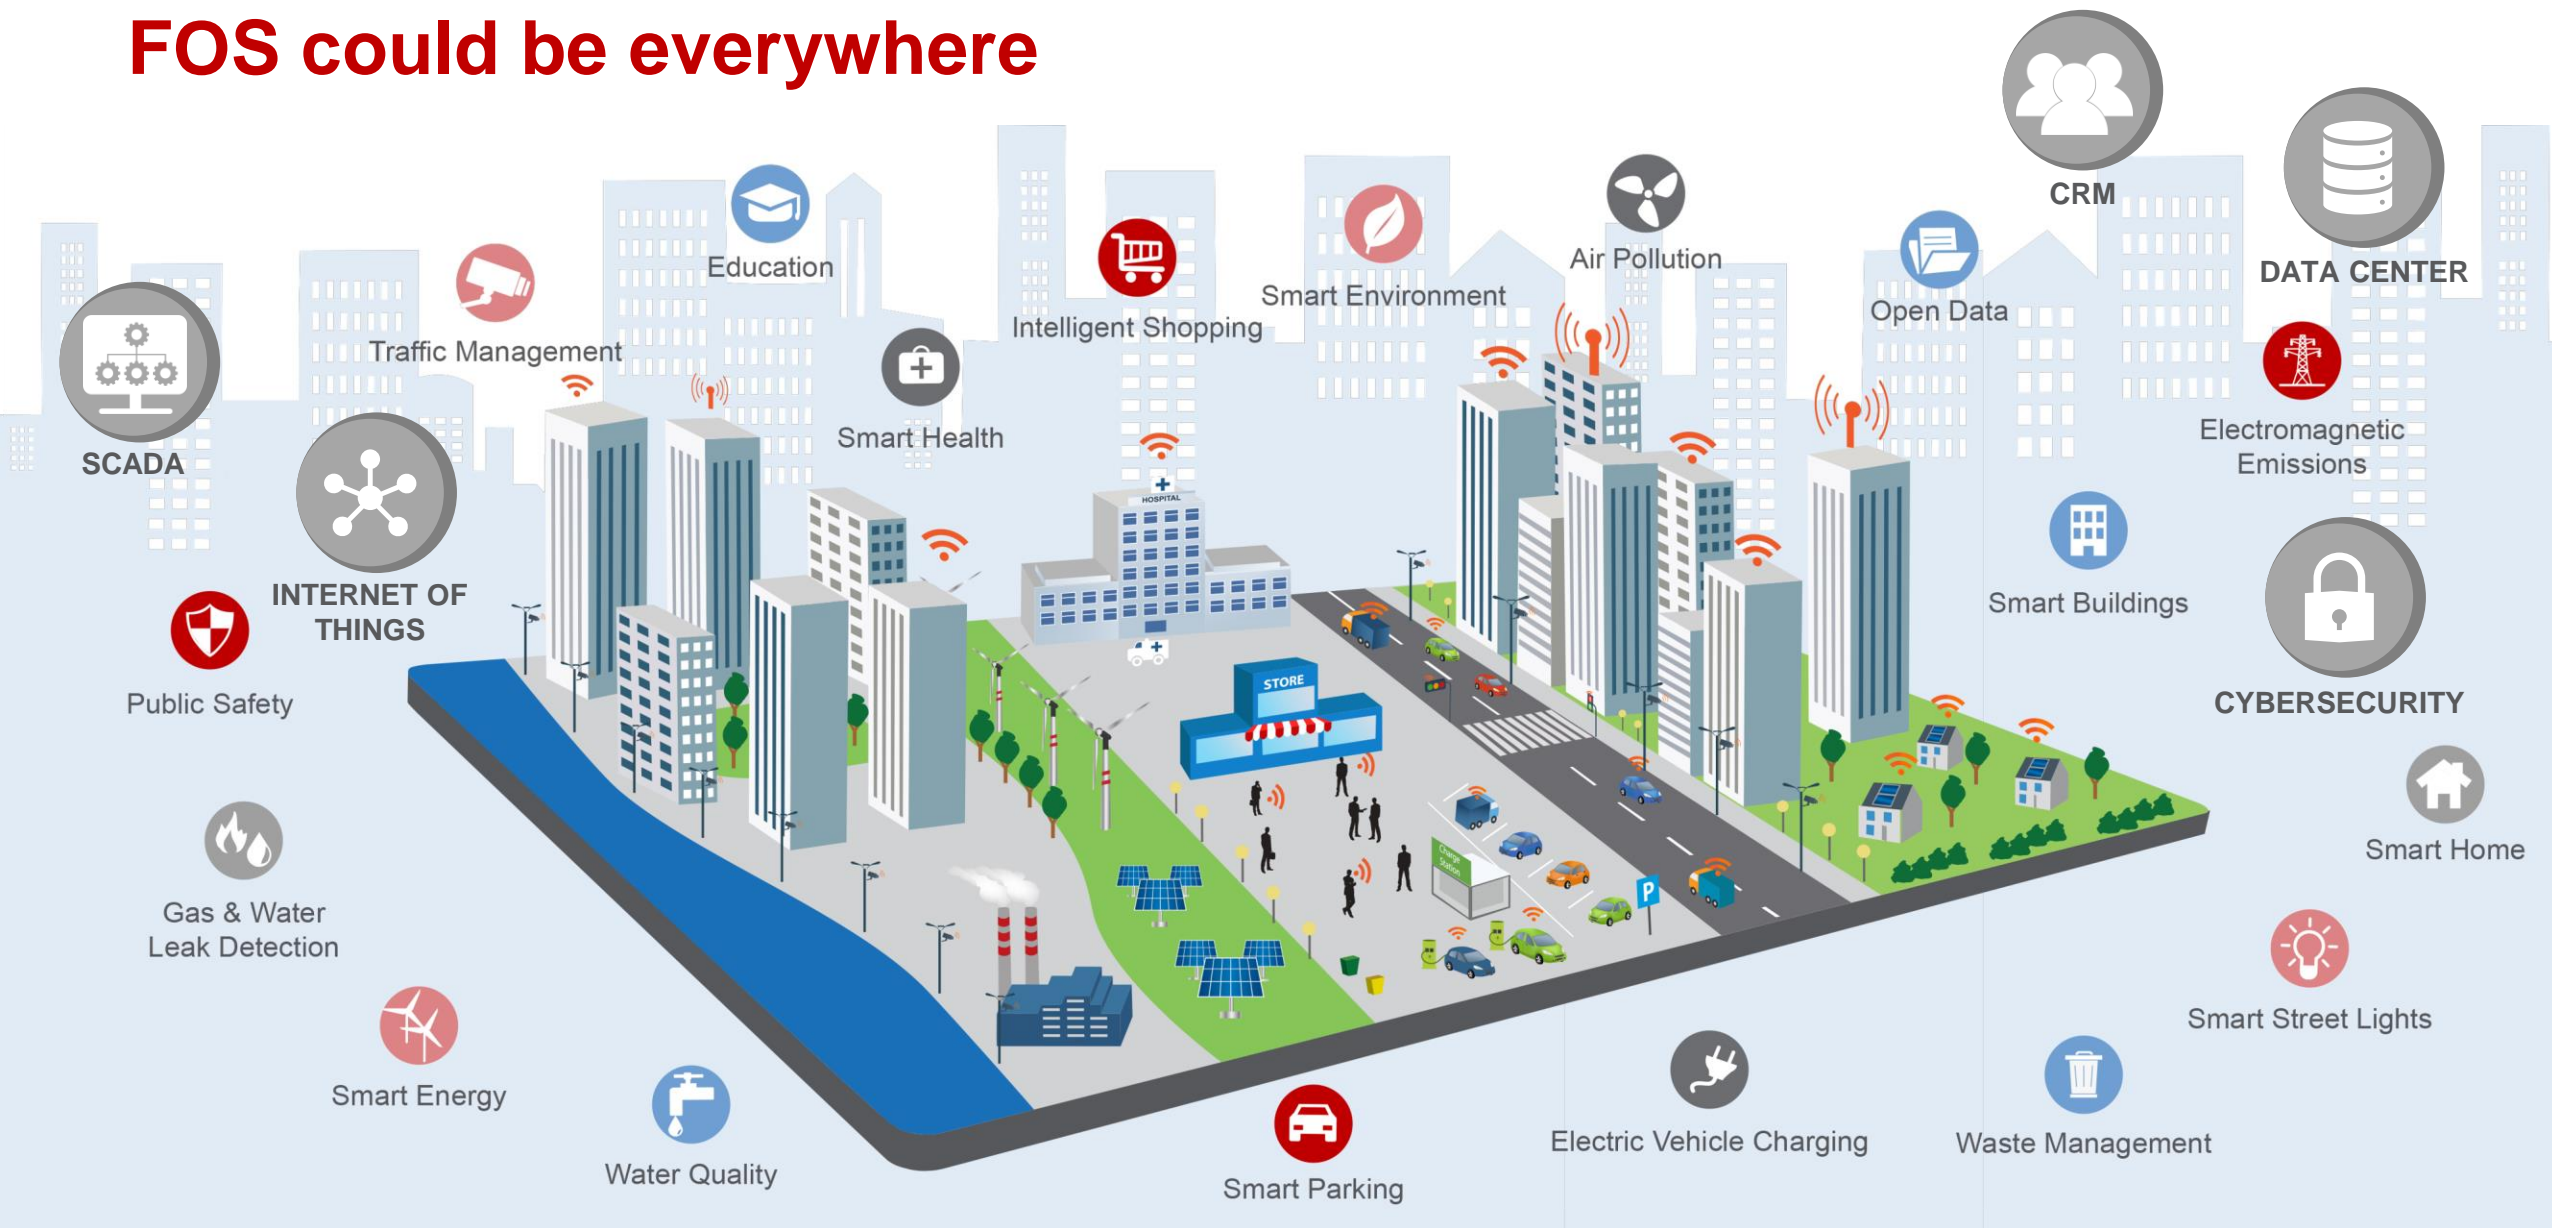 FOS could be everywhere
CRM
DATA CENTER
Education
Air Pollution
Smart Environment
Open Data
Intelligent Shopping
Traffic Management
Smart Health
SCADA
Electromagnetic
Emissions
HOSPITAL
INTERNET OF
THINGS
Smart Buildings
STORE
Public Safety
CYBERSECURITY
Smart Home
Charge
Station
P
Gas & Water
Leak Detection
Smart Street Lights
Smart Energy
Electric Vehicle Charging
Waste Management
Water Quality
Smart Parking